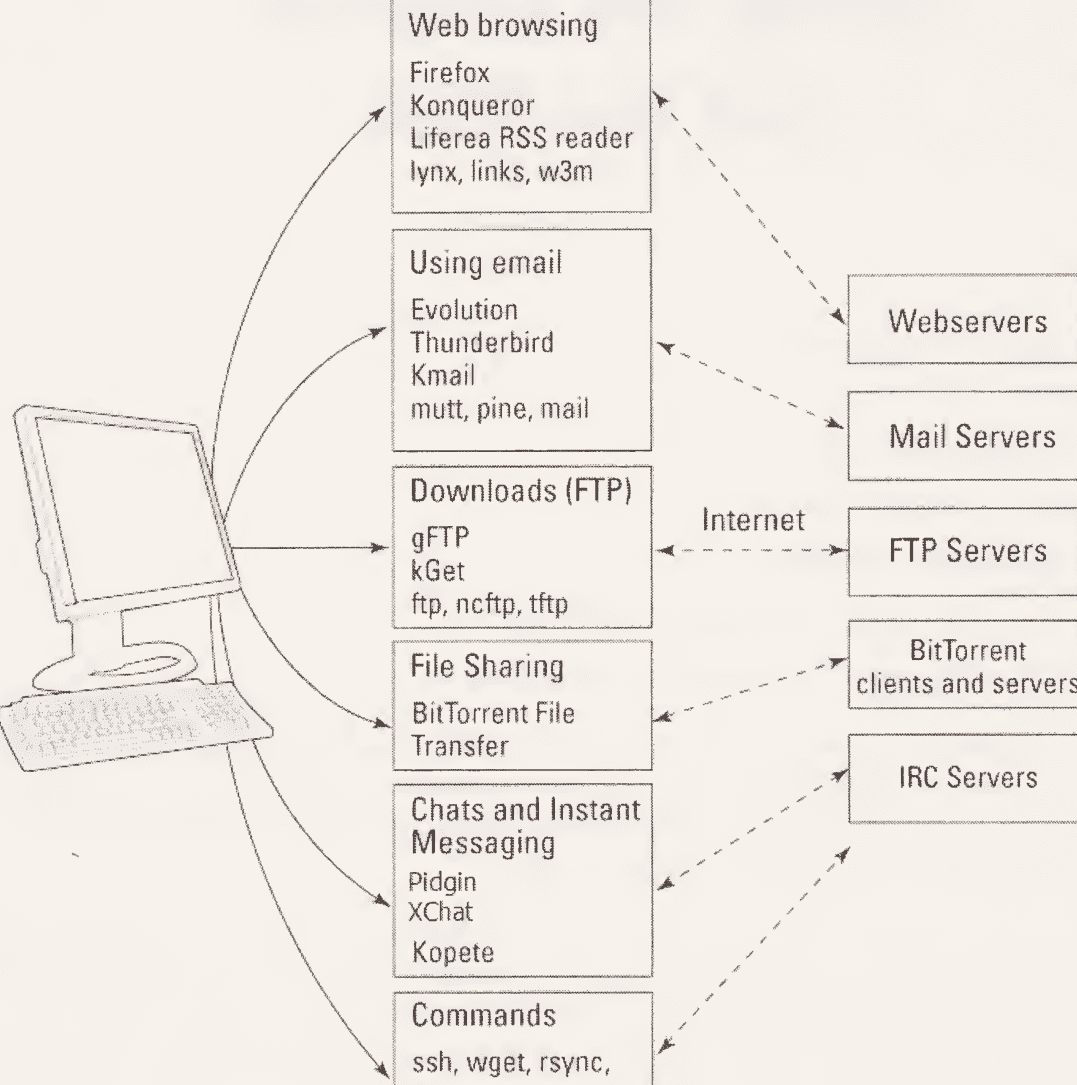 Web browsing
Firefox
Konqueror
Liferea RSS reader
lynx, links, w3m
Using email
Evolution
Thunderbird
Kmail
mutt, pine, mail
Downloads (FTP)
gFTP
kGet
ftp, ncftp, tftp
File Sharing
BitTorrent File
Transfer
Chats and Instant
Messaging
Pidgin
XChat
Kopete
Commands
ssh, wget, rsync,
Internet
Webservers
Mail Servers
FTP Servers
BitTorrent
clients and servers
IRC Servers